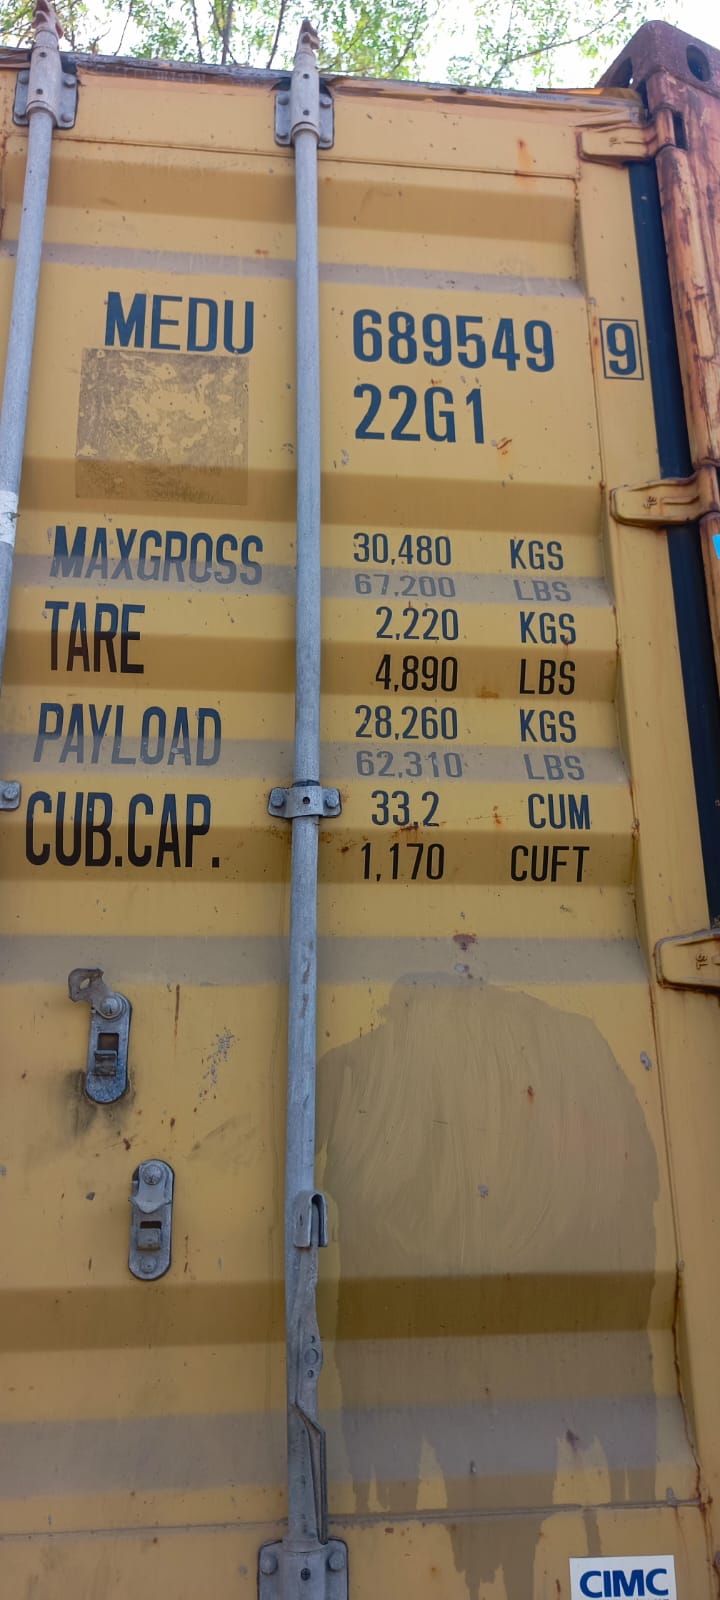 MEDU 689549 9
22G1
MAXGROSS 30,480 KGS
67,200 LBS
TARE 2,220 KGS
4,890 LBS
PAYLOAD 28,260 KGS
62,310 LBS
CUB.CAP. 33,2 CUM
1,170 CUFT
CIMC